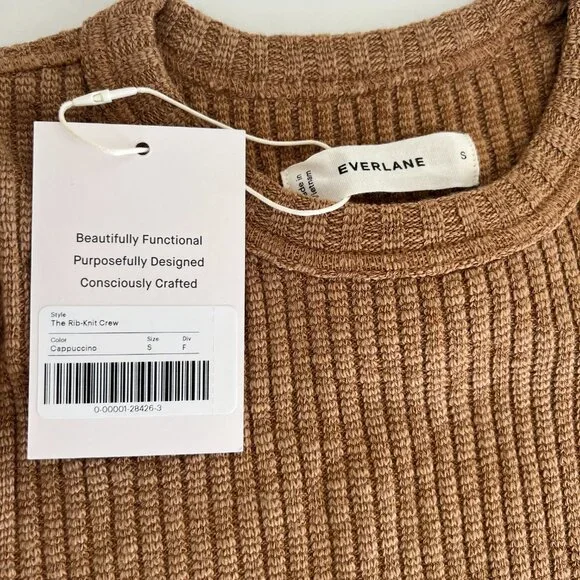 EVERLANE
S
Made in
Vietnam
Beautifully Functional
Purposefully Designed
Consciously Crafted
Style
The Rib-Knit Crew
Color Size Div
Cappuccino S F
0-00001-28426-3